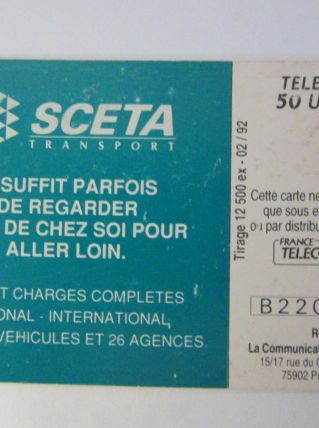 SCETA
TRANSPORT
SUFFIT PARFOIS
DE REGARDER
DE CHEZ SOI POUR
ALLER LOIN.
T CHARGES COMPLETES
ONAL - INTERNATIONAL,
VEHICULES ET 26 AGENCES.
Tirage 12 500 ex - 02 / 92
TELE
50 U
Cette carte ne
que sous e
ou par distribu
FRANCE
TELEC
B220
R
La Communicat
15/17 rue du C
75902 Pa